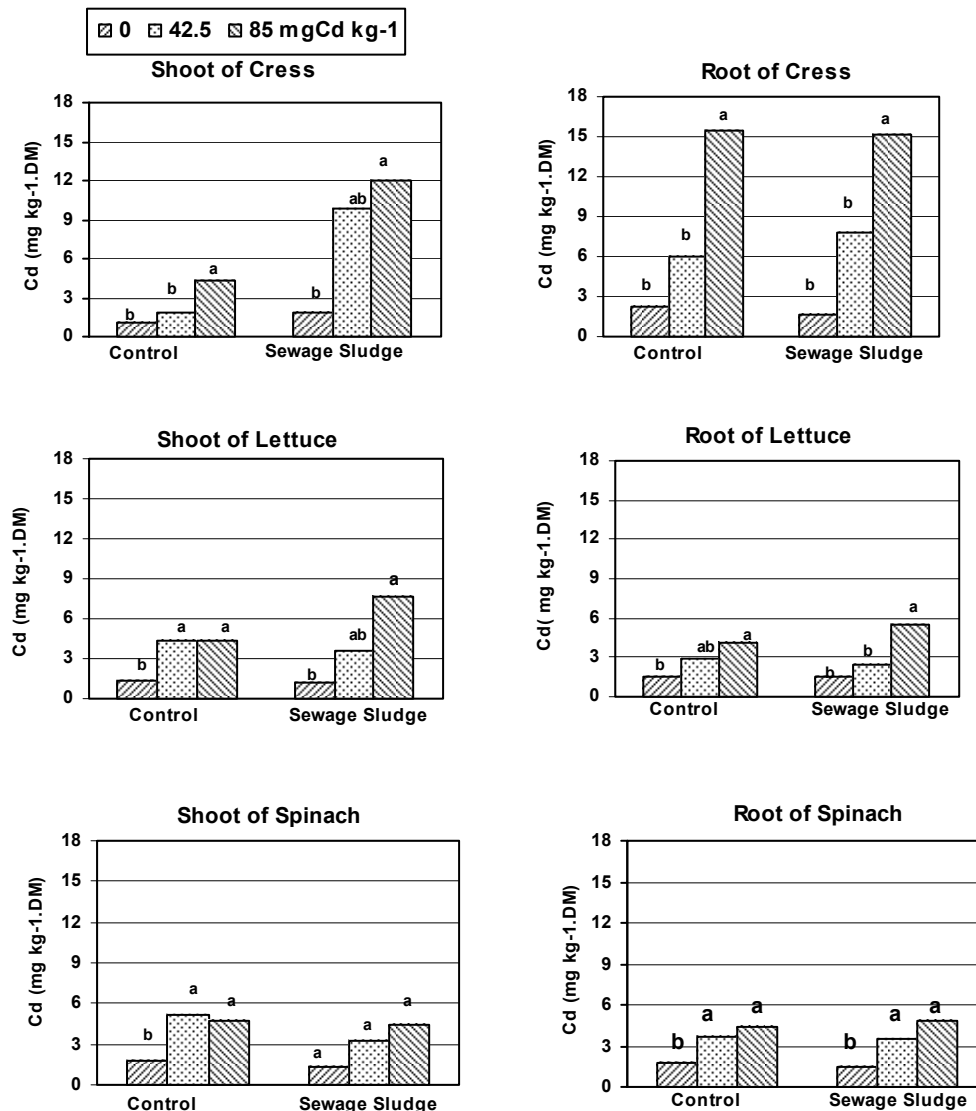 0 42.5 85 mgCd kg-1
Shoot of Cress
18
15
12
9
6
3
0
Cd (mg kg-1.DM)
b
b
a
b
ab
a
Control
Sewage Sludge
Root of Cress
18
15
12
9
6
3
0
Cd (mg kg-1.DM)
b
b
a
b
b
a
Control
Sewage Sludge
Shoot of Lettuce
18
15
12
9
6
3
0
Cd (mg kg-1.DM)
b
a
a
b
ab
a
Control
Sewage Sludge
Root of Lettuce
18
15
12
9
6
3
0
Cd( mg kg-1.DM)
b
ab
a
b
b
a
Control
Sewage Sludge
Shoot of Spinach
18
15
12
9
6
3
0
Cd (mg kg-1.DM)
b
a
a
a
a
a
Control
Sewage Sludge
Root of Spinach
18
15
12
9
6
3
0
Cd (mg kg-1.DM)
b
a
a
b
a
a
Control
Sewage Sludge